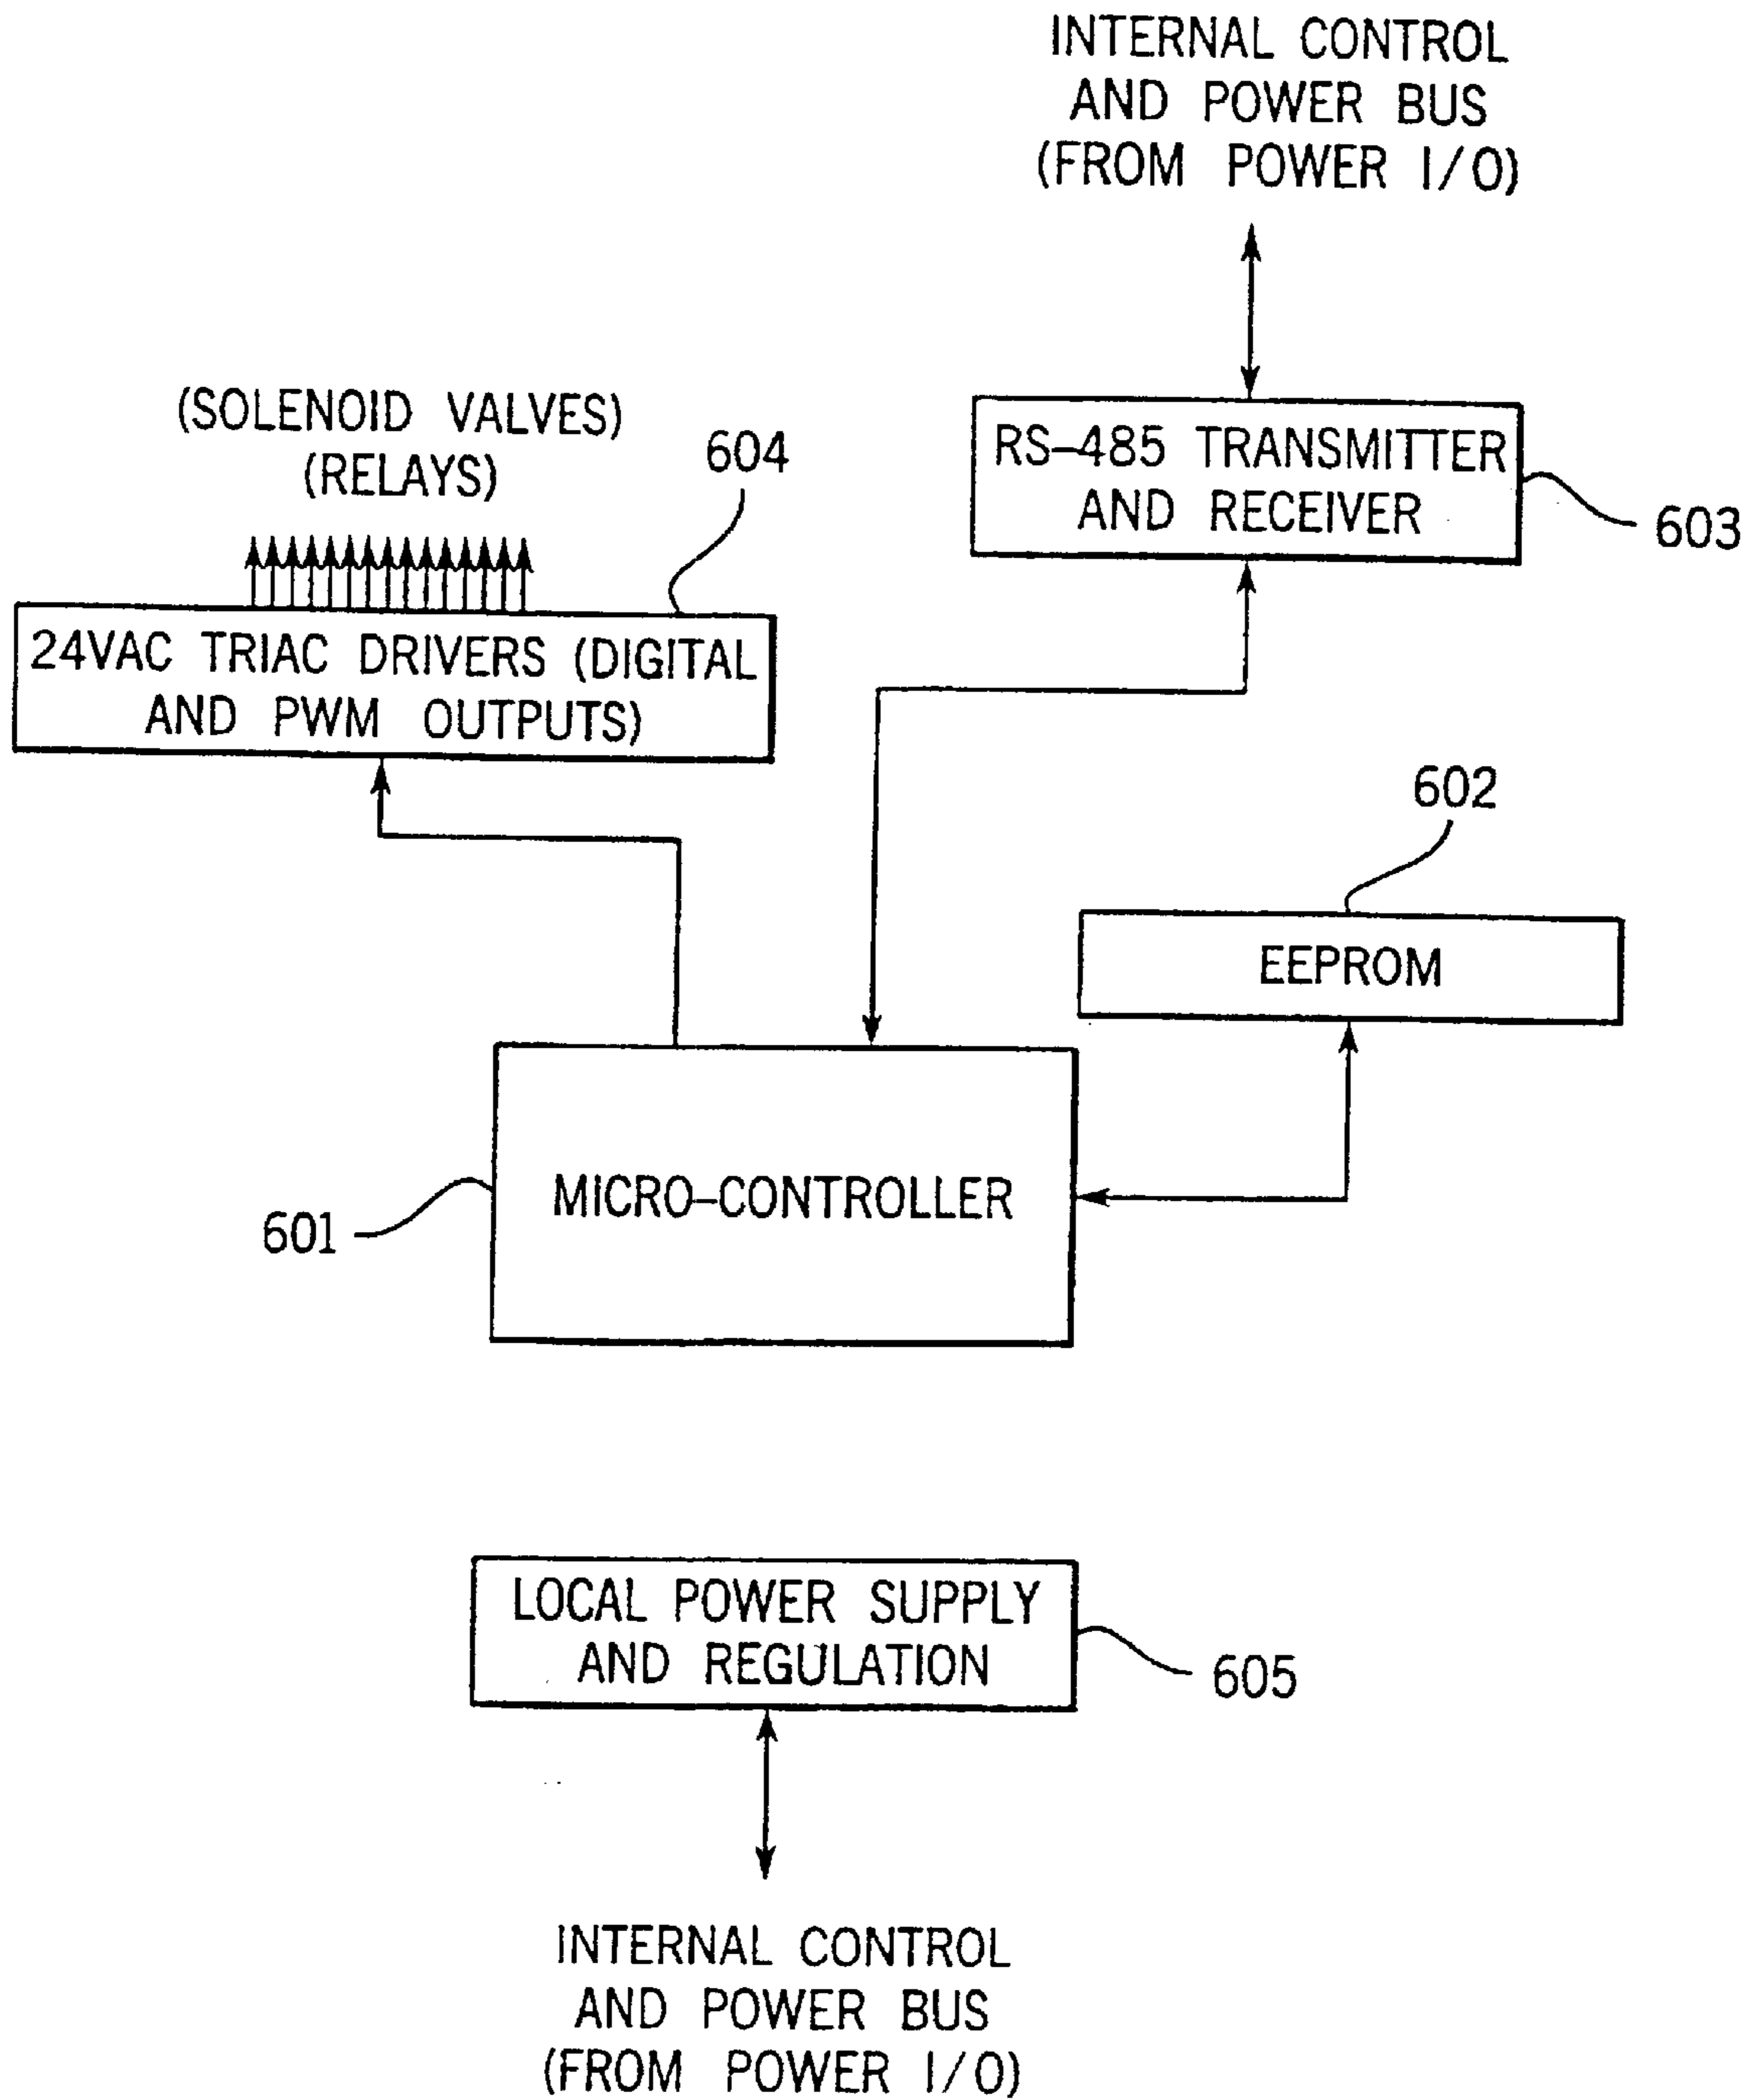 INTERNAL CONTROL
AND POWER BUS
(FROM POWER I/O)
(SOLENOID VALVES)
(RELAYS)
604
RS-485 TRANSMITTER
AND RECEIVER
603
24VAC TRIAC DRIVERS (DIGITAL
AND PWM OUTPUTS)
602
EEPROM
MICRO-CONTROLLER
601
LOCAL POWER SUPPLY
AND REGULATION
605
INTERNAL CONTROL
AND POWER BUS
(FROM POWER I/O)